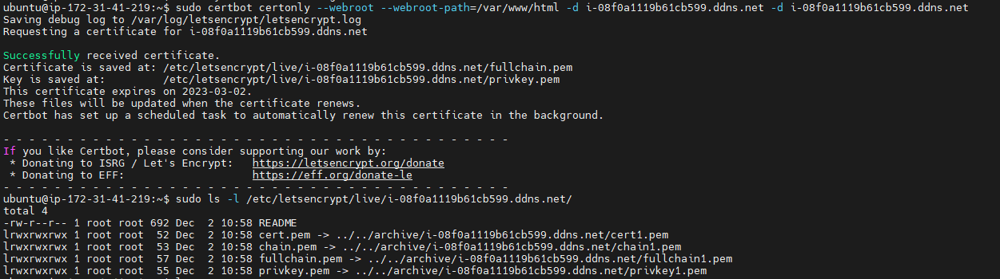 ubuntu@ip-172-31-41-219:~$ sudo certbot certonly --webroot --webroot-path=/var/www/html -d i-08f0a1119b61cb599.ddns.net -d i-08f0a1119b61cb599.ddns.net
Saving debug log to /var/log/letsencrypt/letsencrypt.log
Requesting a certificate for i-08f0a1119b61cb599.ddns.net
Successfully received certificate.
Certificate is saved at: /etc/letsencrypt/live/i-08f0a1119b61cb599.ddns.net/fullchain.pem
Key is saved at:         /etc/letsencrypt/live/i-08f0a1119b61cb599.ddns.net/privkey.pem
This certificate expires on 2023-03-02.
These files will be updated when the certificate renews.
Certbot has set up a scheduled task to automatically renew this certificate in the background.
- - - - - - - - - - - - - - - - - - - - - - - - - - - - - - - - - - - - - - - -
If you like Certbot, please consider supporting our work by:
 * Donating to ISRG / Let's Encrypt:   https://letsencrypt.org/donate
 * Donating to EFF:                    https://eff.org/donate-le
- - - - - - - - - - - - - - - - - - - - - - - - - - - - - - - - - - - - - - - -
ubuntu@ip-172-31-41-219:~$ sudo ls -l /etc/letsencrypt/live/i-08f0a1119b61cb599.ddns.net/
total 4
-rw-r--r-- 1 root root 692 Dec  2 10:58 README
lrwxrwxrwx 1 root root  52 Dec  2 10:58 cert.pem -> ../../archive/i-08f0a1119b61cb599.ddns.net/cert1.pem
lrwxrwxrwx 1 root root  53 Dec  2 10:58 chain.pem -> ../../archive/i-08f0a1119b61cb599.ddns.net/chain1.pem
lrwxrwxrwx 1 root root  57 Dec  2 10:58 fullchain.pem -> ../../archive/i-08f0a1119b61cb599.ddns.net/fullchain1.pem
lrwxrwxrwx 1 root root  55 Dec  2 10:58 privkey.pem -> ../../archive/i-08f0a1119b61cb599.ddns.net/privkey1.pem